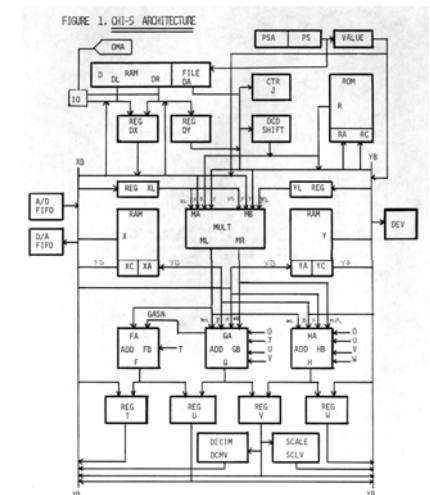 FIGURE 1. CHI-5 ARCHITECTURE
DMA
PSA PS VALUE
D RAM FILE
DL DR DA
IO
CTR
J
ROM
R
RA RC
REG
DX
REG
DY
DCD
SHIFT
XB
YB
REG XL
YL REG
A/D
FIFO
D/A
FIFO
RAM
X
XC XA
MA MB
MULT
ML MR
RAM
Y
YA YC
DEV
GASN
FA
ADD FB
F
T
GA
ADD GB
G
O
T
U
V
HA
ADD HB
H
O
U
V
W
REG
T
REG
U
REG
V
REG
W
DECIM
DCMV
SCALE
SCLV